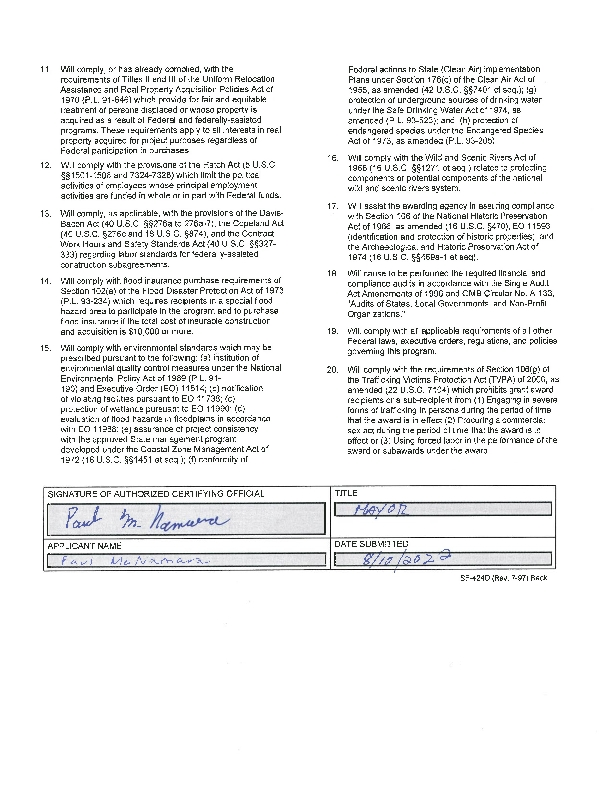 11. Will comply, or has already complied, with the
requirements of Titles II and III of the Uniform Relocation
Assistance and Real Property Acquisition Policies Act of
1970 (P.L. 91-646) which provide for fair and equitable
treatment of persons displaced or whose property is
acquired as a result of Federal and federally-assisted
programs. These requirements apply to all interests in real
property acquired for project purposes regardless of
Federal participation in purchases.
12. Will comply with the provisions of the Hatch Act (5 U.S.C.
§§1501-1508 and 7324-7328) which limit the political
activities of employees whose principal employment
activities are funded in whole or in part with Federal funds.
13. Will comply, as applicable, with the provisions of the Davis-
Bacon Act (40 U.S.C. §§276a to 276a-7), the Copeland Act
(40 U.S.C. §276c and 18 U.S.C. §874), and the Contract
Work Hours and Safety Standards Act (40 U.S.C. §§327-
333) regarding labor standards for federally-assisted
construction subagreements.
14. Will comply with flood insurance purchase requirements of
Section 102(a) of the Flood Disaster Protection Act of 1973
(P.L. 93-234) which requires recipients in a special flood
hazard area to participate in the program and to purchase
flood insurance if the total cost of insurable construction
and acquisition is $10,000 or more.
15. Will comply with environmental standards which may be
prescribed pursuant to the following: (a) institution of
environmental quality control measures under the National
Environmental Policy Act of 1969 (P.L. 91-
190) and Executive Order (EO) 11514; (b) notification
of violating facilities pursuant to EO 11738; (c)
protection of wetlands pursuant to EO 11990; (d)
evaluation of flood hazards in floodplains in accordance
with EO 11988; (e) assurance of project consistency
with the approved State management program
developed under the Coastal Zone Management Act of
1972 (16 U.S.C. §§1451 et seq.); (f) conformity of
Federal actions to State (Clean Air) Implementation
Plans under Section 176(c) of the Clean Air Act of
1955, as amended (42 U.S.C. §§7401 et seq.); (g)
protection of underground sources of drinking water
under the Safe Drinking Water Act of 1974, as
amended (P.L. 93-523); and (h) protection of
endangered species under the Endangered Species
Act of 1973, as amended (P.L. 93-205).
16. Will comply with the Wild and Scenic Rivers Act of
1968 (16 U.S.C. §§1271 et seq.) related to protecting
components or potential components of the national
wild and scenic rivers system.
17. Will assist the awarding agency in assuring compliance
with Section 106 of the National Historic Preservation
Act of 1966, as amended (16 U.S.C. §470), EO 11593
(identification and protection of historic properties), and
the Archaeological and Historic Preservation Act of
1974 (16 U.S.C. §§469a-1 et seq).
18. Will cause to be performed the required financial and
compliance audits in accordance with the Single Audit
Act Amendments of 1996 and OMB Circular No. A-133,
"Audits of States, Local Governments, and Non-Profit
Organizations."
19. Will comply with all applicable requirements of all other
Federal laws, executive orders, regulations, and policies
governing this program.
20. Will comply with the requirements of Section 106(g) of
the Trafficking Victims Protection Act (TVPA) of 2000, as
amended (22 U.S.C. 7104) which prohibits grant award
recipients or a sub-recipient from (1) Engaging in severe
forms of trafficking in persons during the period of time
that the award is in effect (2) Procuring a commercial
sex act during the period of time that the award is in
effect or (3) Using forced labor in the performance of the
award or subawards under the award.
SIGNATURE OF AUTHORIZED CERTIFYING OFFICIAL
Paul McNamara
TITLE
MAYOR
APPLICANT NAME
Paul McNamara
DATE SUBMITTED
8/10/2022
SF-424D (Rev. 7-97) Back